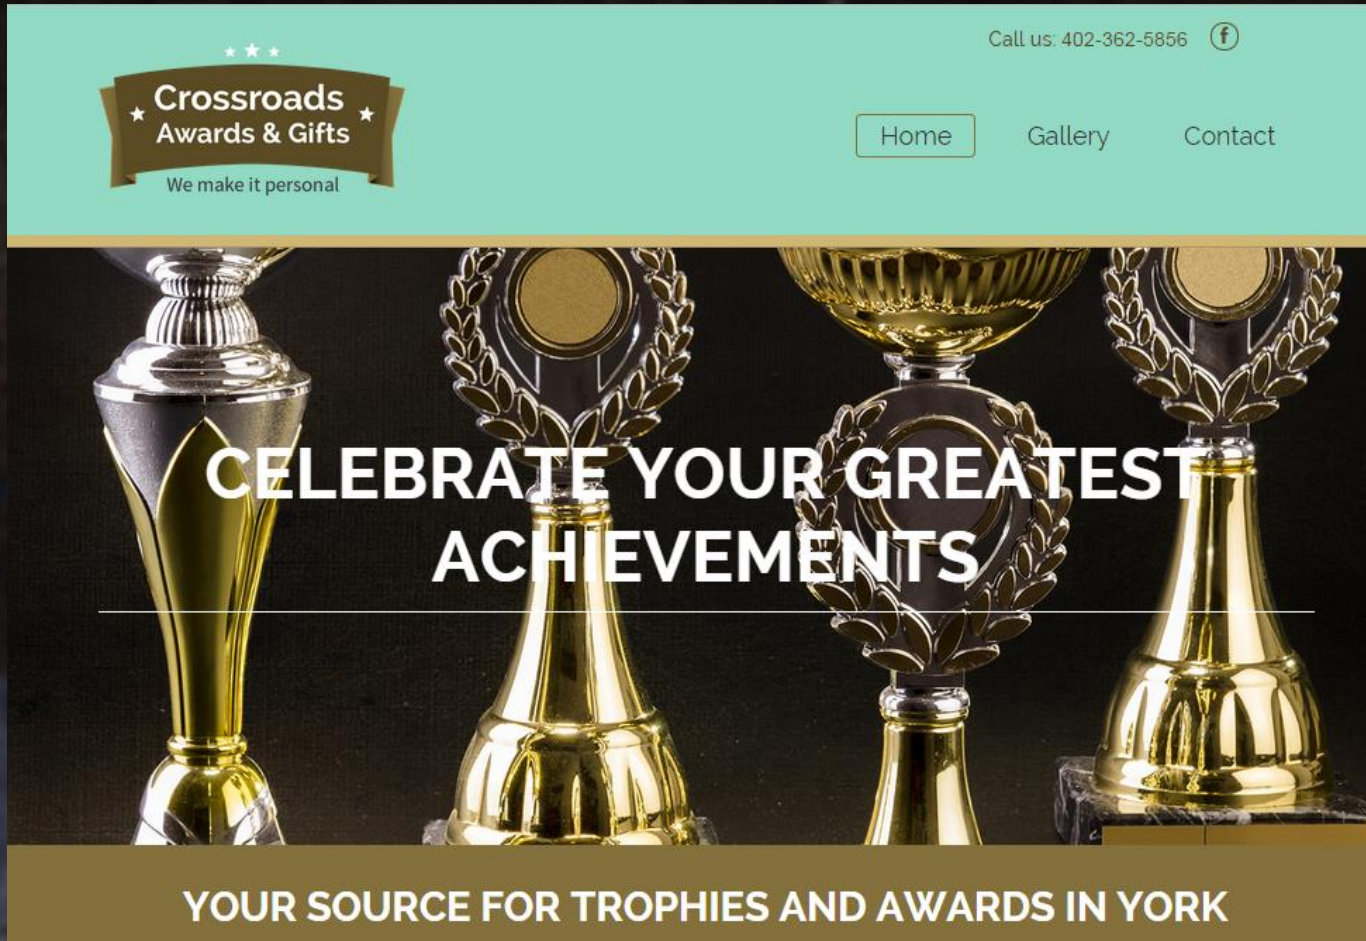 Call us: 402-362-5856
Crossroads
Awards & Gifts
We make it personal
Home Gallery Contact
CELEBRATE YOUR GREATEST
ACHIEVEMENTS
YOUR SOURCE FOR TROPHIES AND AWARDS IN YORK